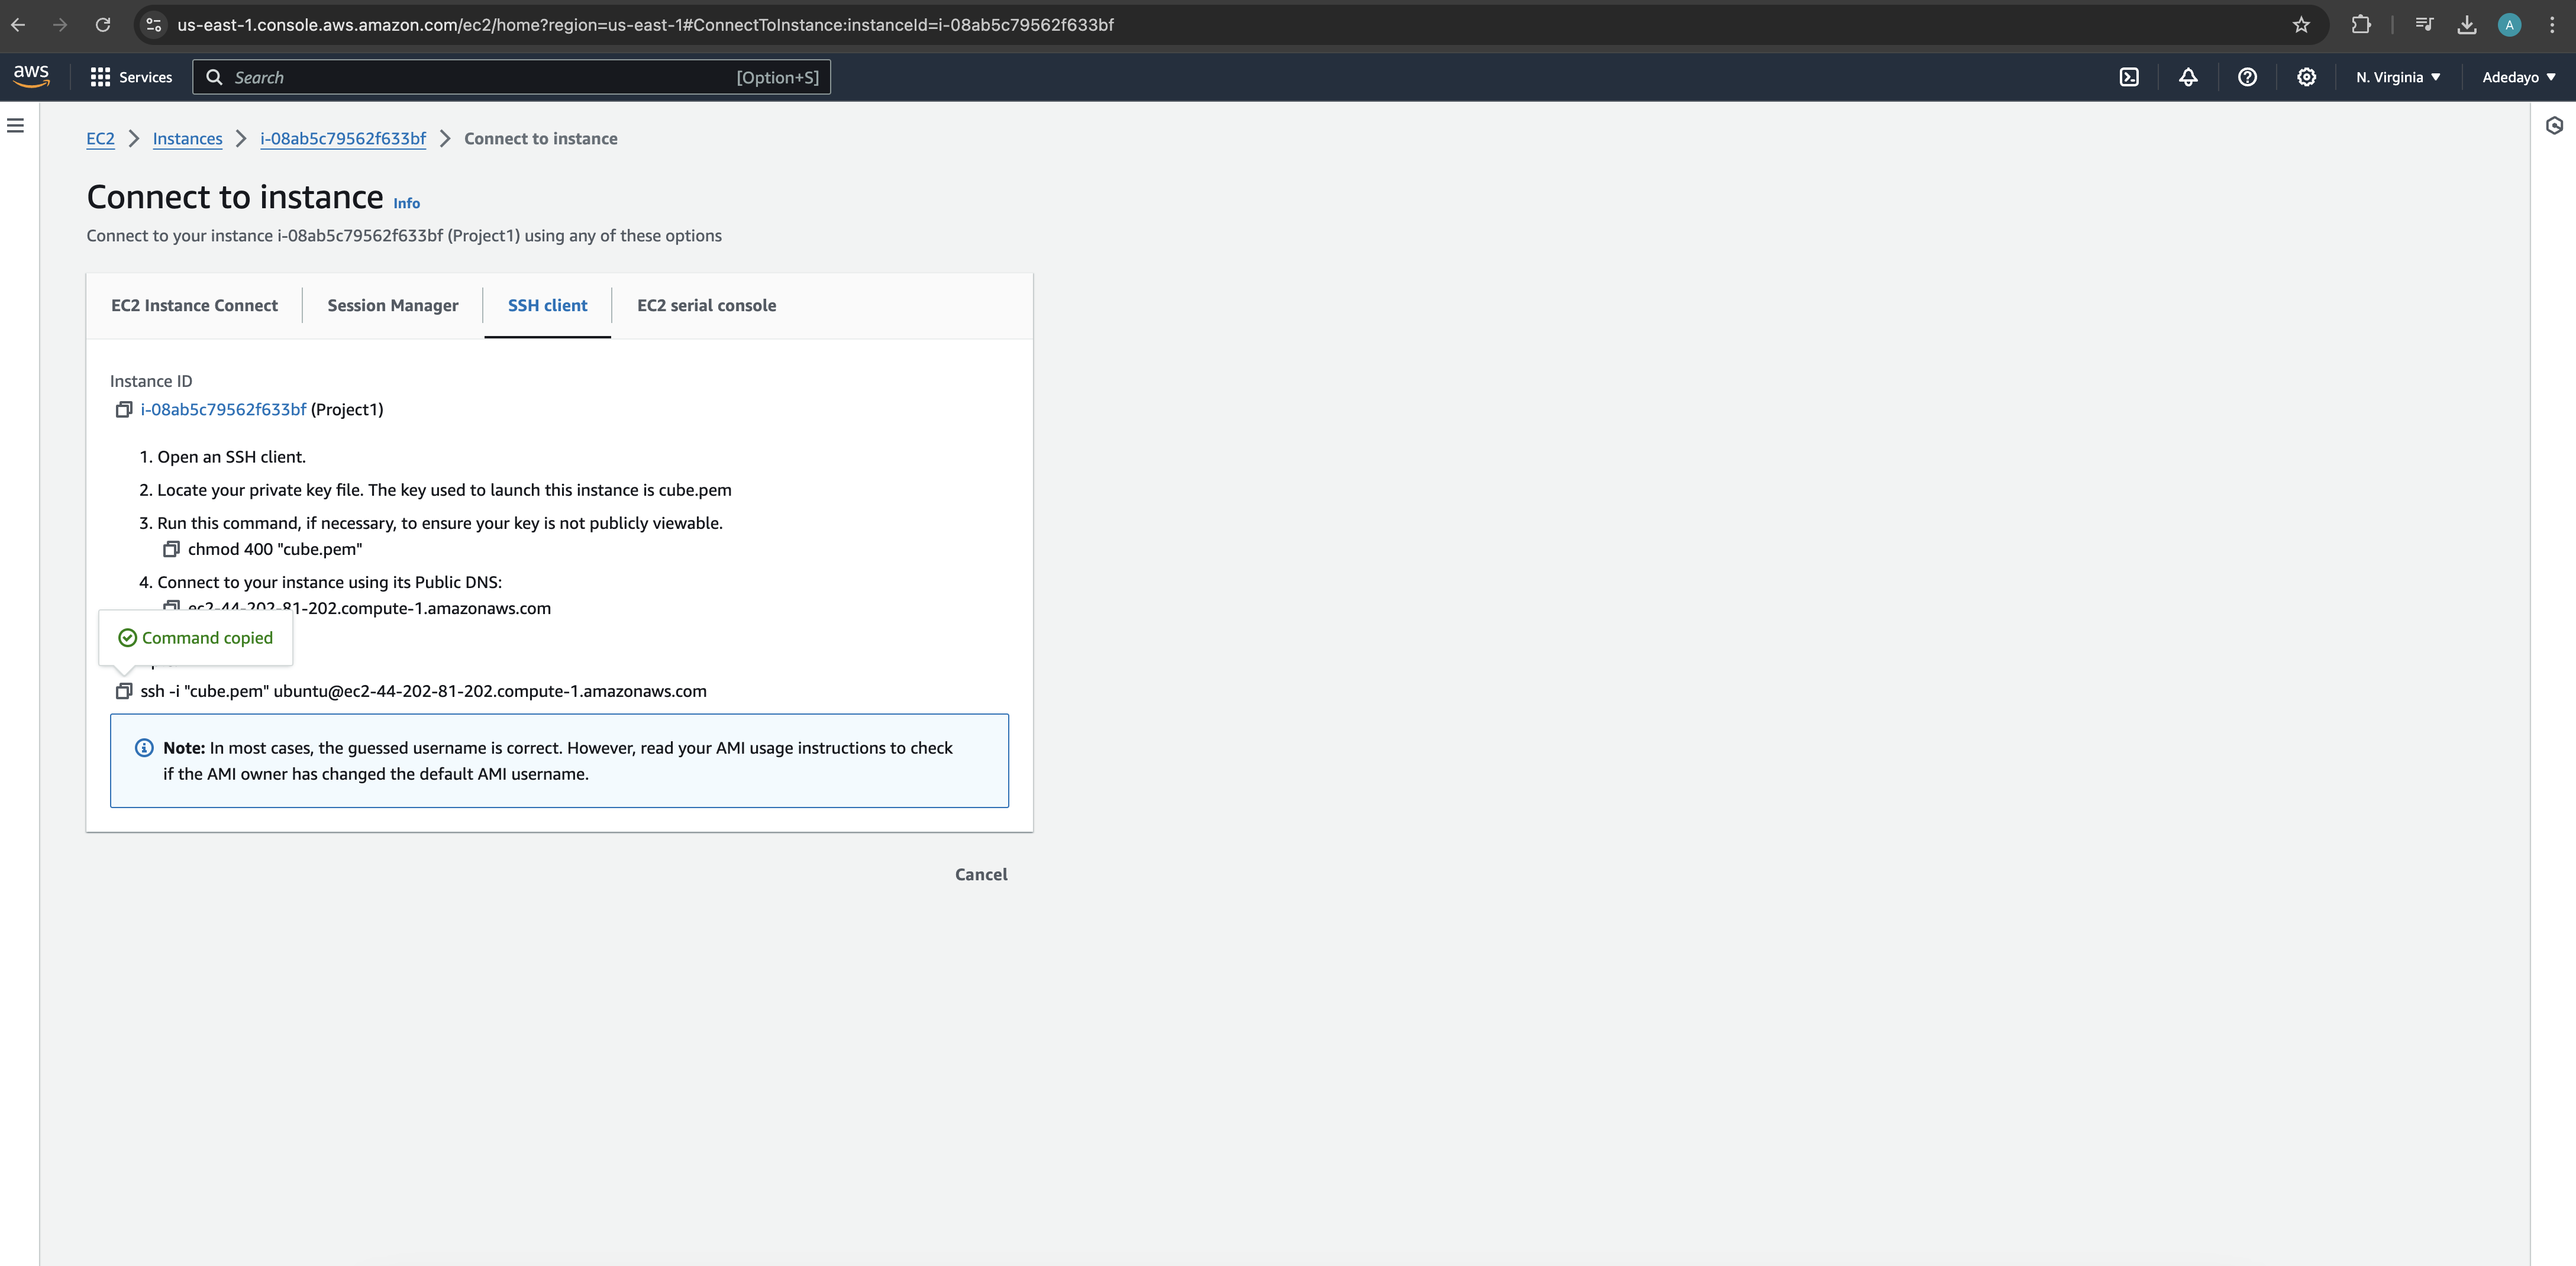 us-east-1.console.aws.amazon.com/ec2/home?region=us-east-1#ConnectToInstance:instanceId=i-08ab5c79562f633bf
A
aws
Services
Search
[Option+S]
N. Virginia
Adedayo
EC2
Instances
i-08ab5c79562f633bf
Connect to instance
Connect to instance Info
Connect to your instance i-08ab5c79562f633bf (Project1) using any of these options
EC2 Instance Connect
Session Manager
SSH client
EC2 serial console
Instance ID
i-08ab5c79562f633bf (Project1)
1. Open an SSH client.
2. Locate your private key file. The key used to launch this instance is cube.pem
3. Run this command, if necessary, to ensure your key is not publicly viewable.
chmod 400 "cube.pem"
4. Connect to your instance using its Public DNS:
ec2-44-202-81-202.compute-1.amazonaws.com
Command copied
ssh -i "cube.pem" ubuntu@ec2-44-202-81-202.compute-1.amazonaws.com
Note: In most cases, the guessed username is correct. However, read your AMI usage instructions to check
if the AMI owner has changed the default AMI username.
Cancel